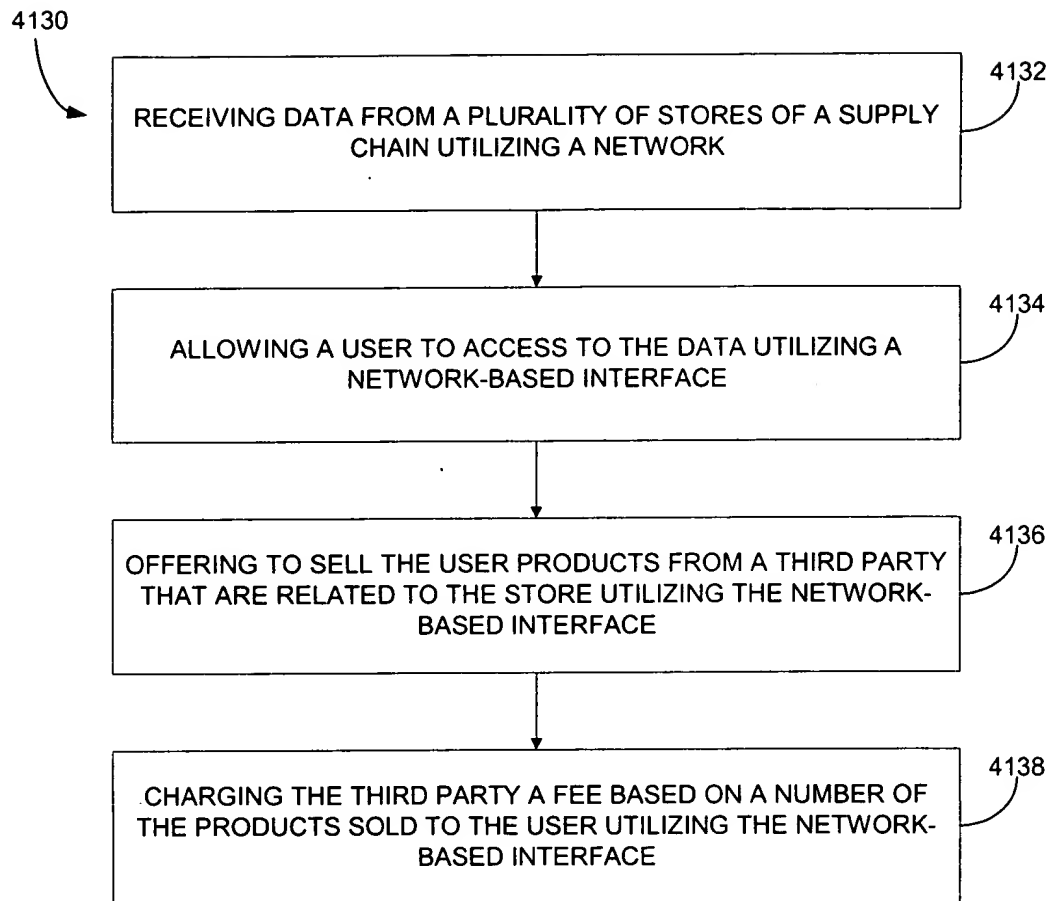 4130
4132
RECEIVING DATA FROM A PLURALITY OF STORES OF A SUPPLY
CHAIN UTILIZING A NETWORK
4134
ALLOWING A USER TO ACCESS TO THE DATA UTILIZING A
NETWORK-BASED INTERFACE
4136
OFFERING TO SELL THE USER PRODUCTS FROM A THIRD PARTY
THAT ARE RELATED TO THE STORE UTILIZING THE NETWORK-
BASED INTERFACE
4138
CHARGING THE THIRD PARTY A FEE BASED ON A NUMBER OF
THE PRODUCTS SOLD TO THE USER UTILIZING THE NETWORK-
BASED INTERFACE